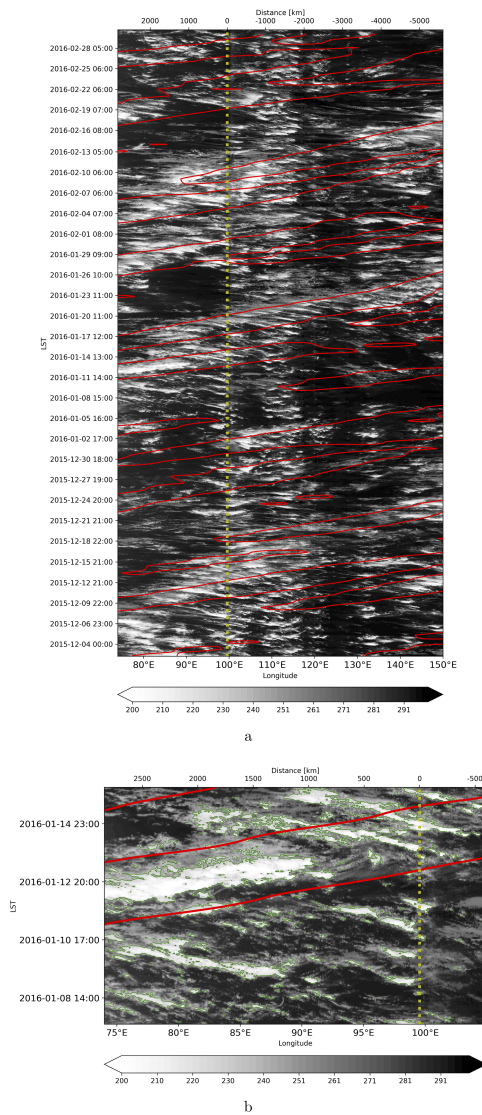 Distance [km]
2000 1000 0 -1000 -2000 -3000 -4000 -5000
2016-02-28 05:00
2016-02-25 06:00
2016-02-22 06:00
2016-02-19 07:00
2016-02-16 08:00
2016-02-13 05:00
2016-02-10 06:00
2016-02-07 06:00
2016-02-04 07:00
2016-02-01 08:00
2016-01-29 09:00
2016-01-26 10:00
2016-01-23 11:00
2016-01-20 11:00
2016-01-17 12:00
LST
2016-01-14 13:00
2016-01-11 14:00
2016-01-08 15:00
2016-01-05 16:00
2016-01-02 17:00
2015-12-30 18:00
2015-12-27 19:00
2015-12-24 20:00
2015-12-21 21:00
2015-12-18 22:00
2015-12-15 21:00
2015-12-12 21:00
2015-12-09 22:00
2015-12-06 23:00
2015-12-04 00:00
80°E 90°E 100°E 110°E 120°E 130°E 140°E 150°E
Longitude
200 210 220 230 240 251 261 271 281 291
a
Distance [km]
2500 2000 1500 1000 500 0 -500
2016-01-14 23:00
2016-01-12 20:00
LST
2016-01-10 17:00
2016-01-08 14:00
75°E 80°E 85°E 90°E 95°E 100°E
Longitude
200 210 220 230 240 251 261 271 281 291
b